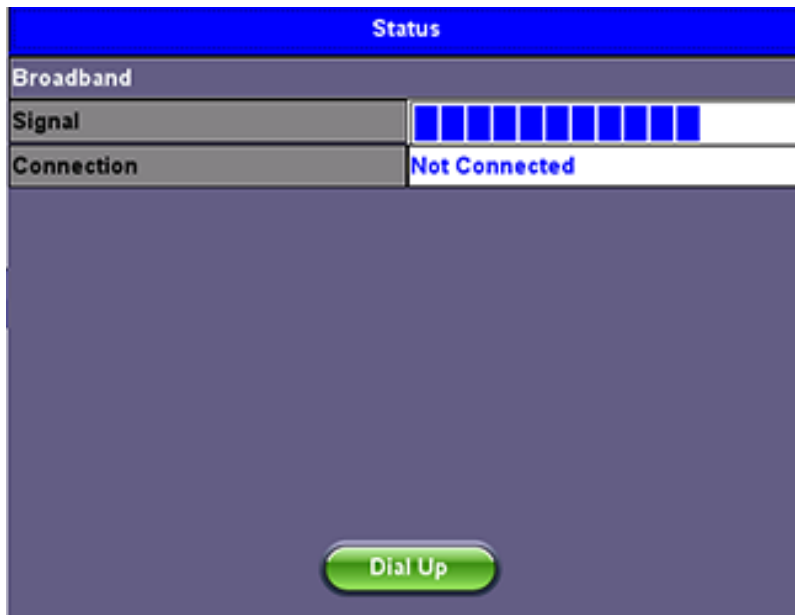 Status
Broadband
Signal
Connection Not Connected
Dial Up